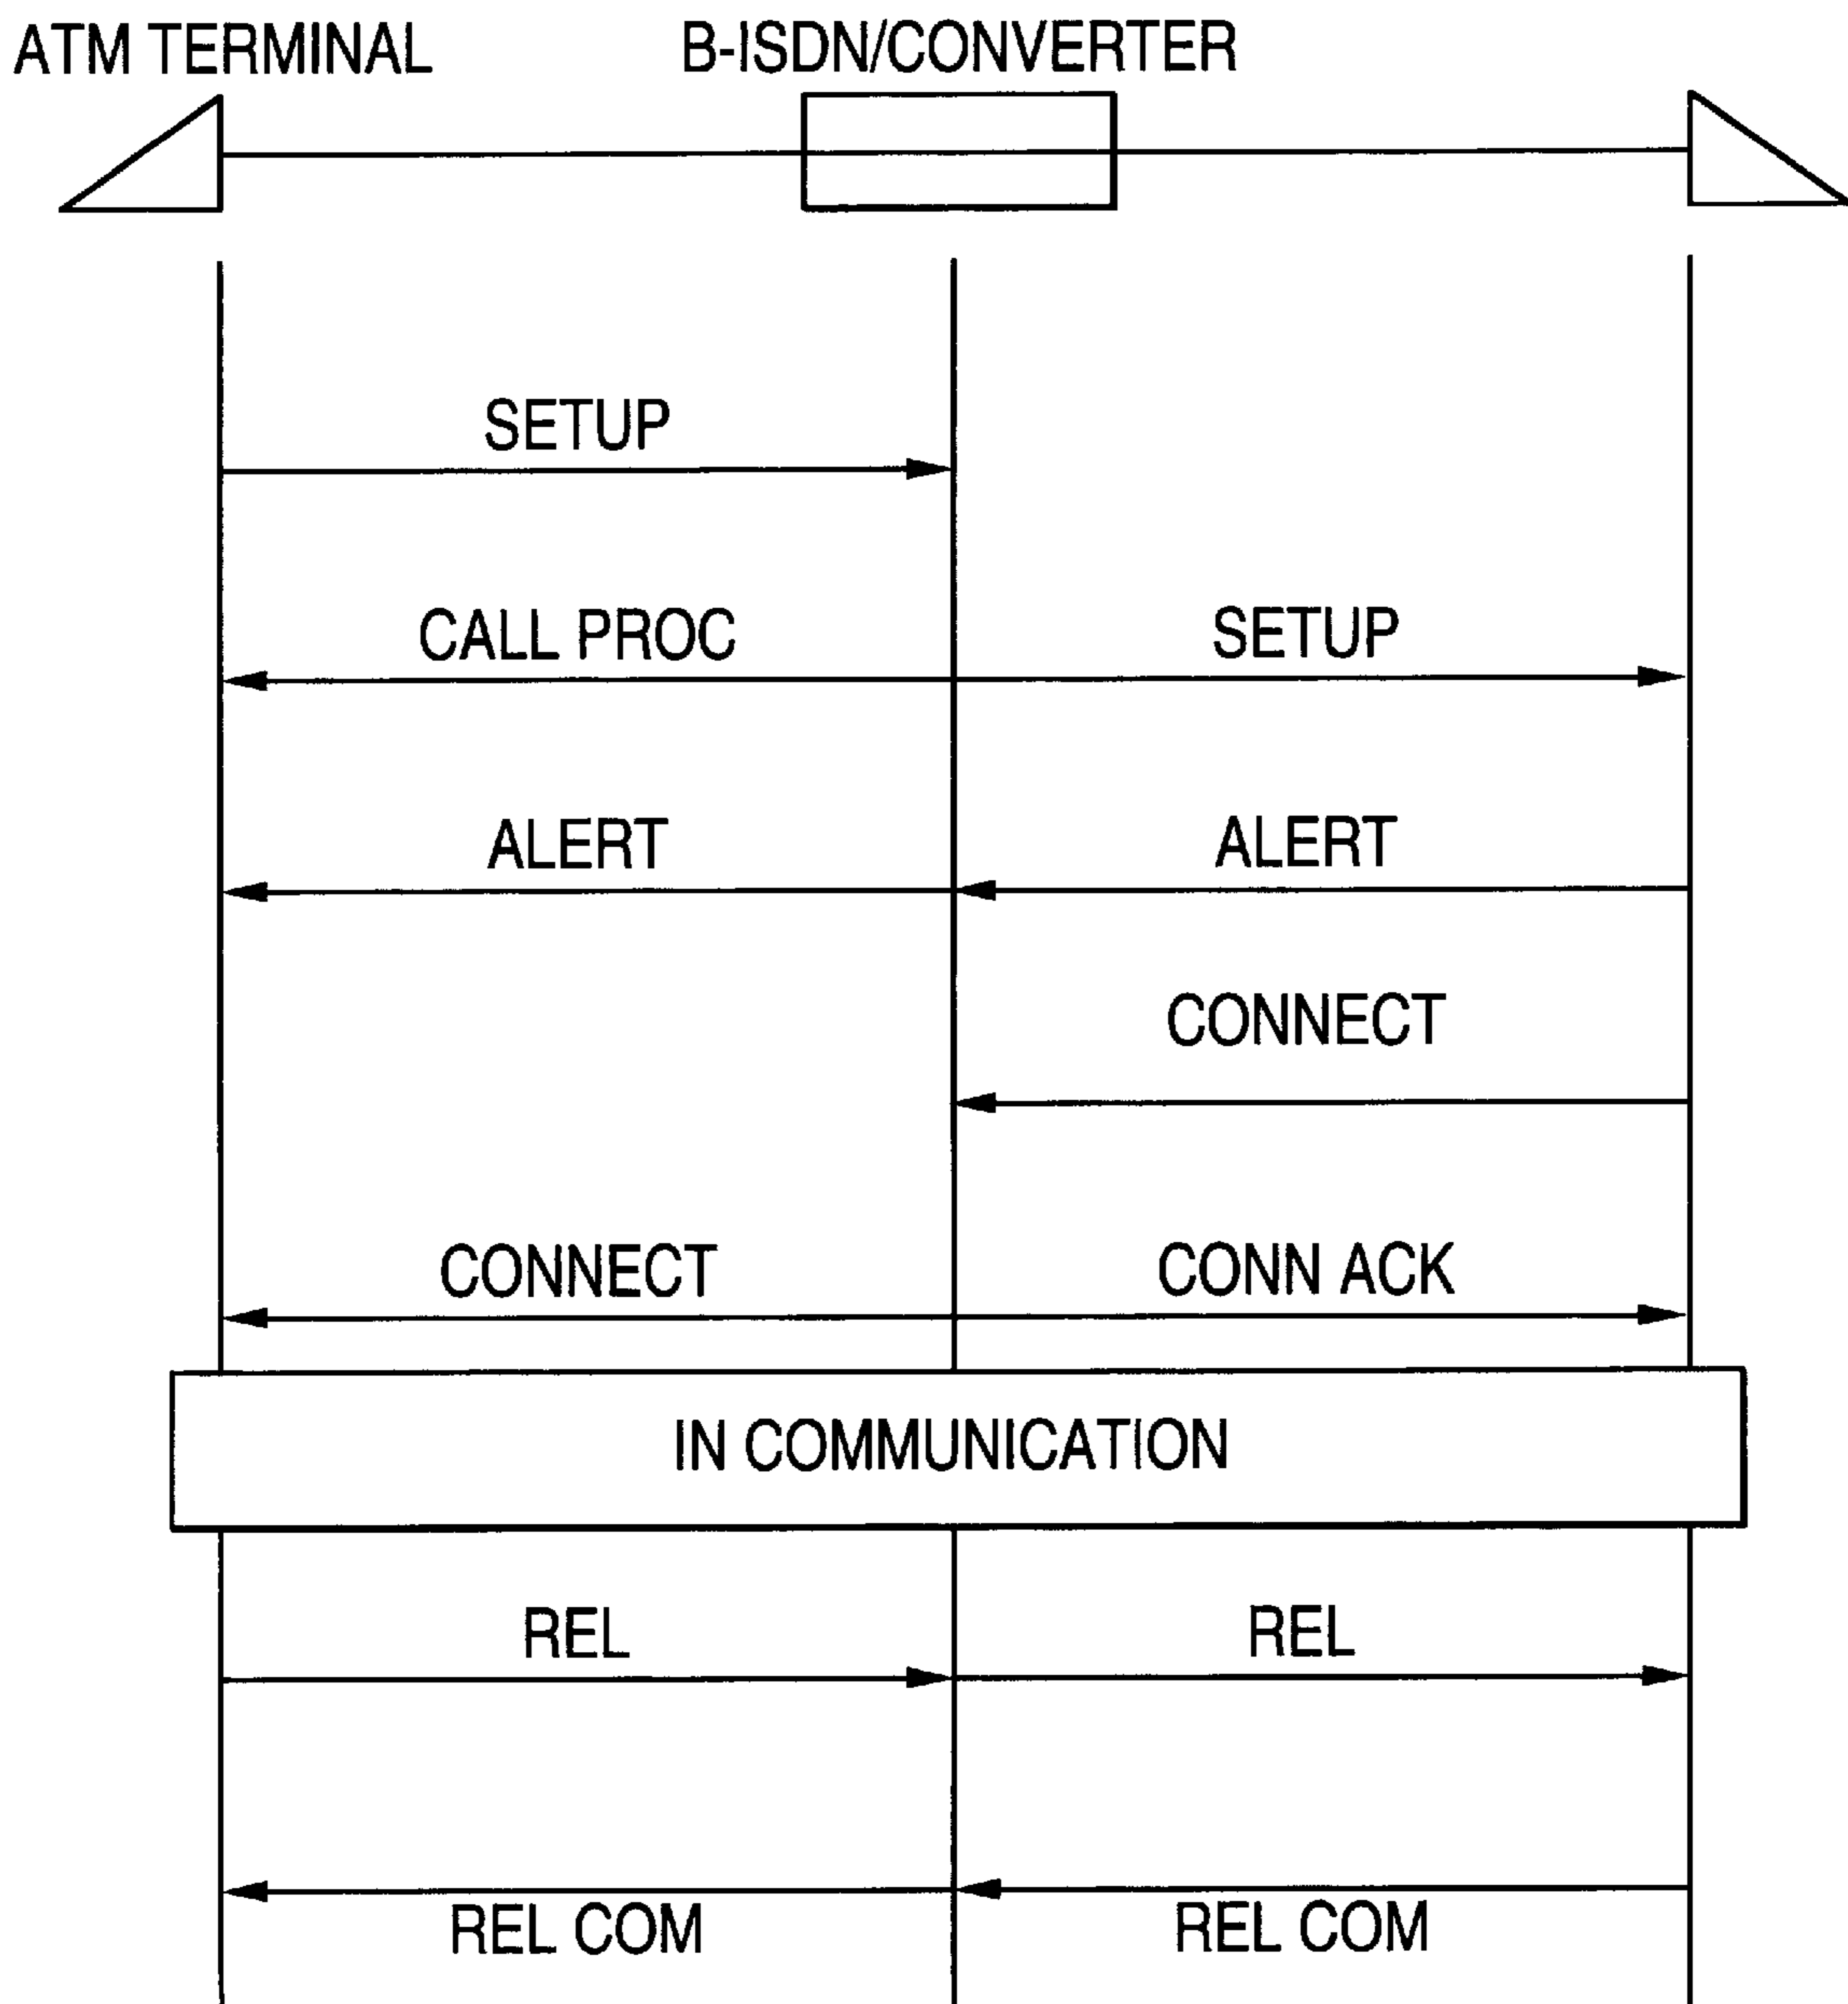 ATM TERMINAL
B-ISDN/CONVERTER
SETUP
CALL PROC
SETUP
ALERT
ALERT
CONNECT
CONNECT
CONN ACK
IN COMMUNICATION
REL
REL
REL COM
REL COM